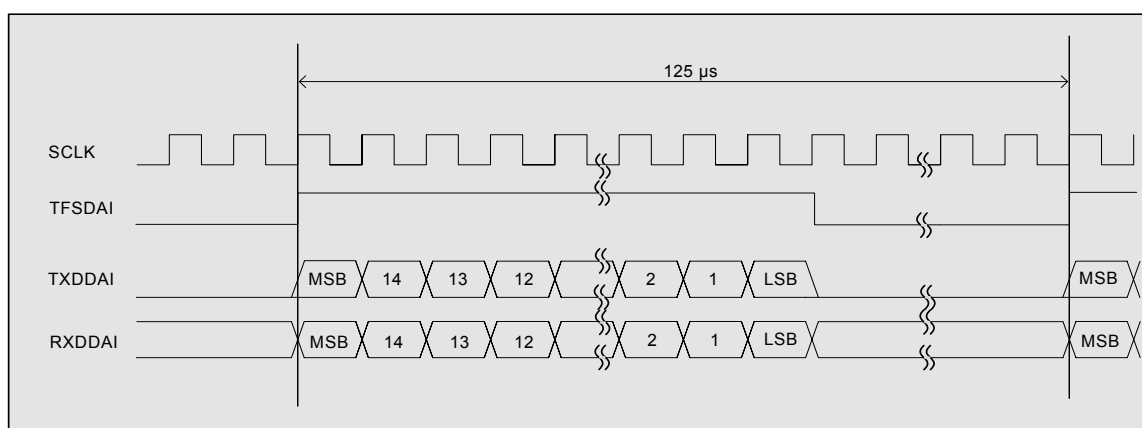 125 µs
SCLK
TFSDAI
TXDDAI MSB 14 13 12 2 1 LSB MSB
RXDDAI MSB 14 13 12 2 1 LSB MSB